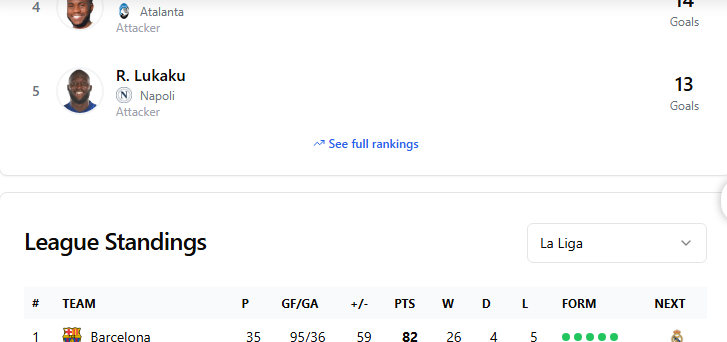 14
4 Atalanta
Goals
Attacker
R. Lukaku
5 N Napoli 13
Attacker Goals
See full rankings
League Standings La Liga
# TEAM P GF/GA +/- PTS W D L FORM NEXT
1 Barcelona 35 95/36 59 82 26 4 5